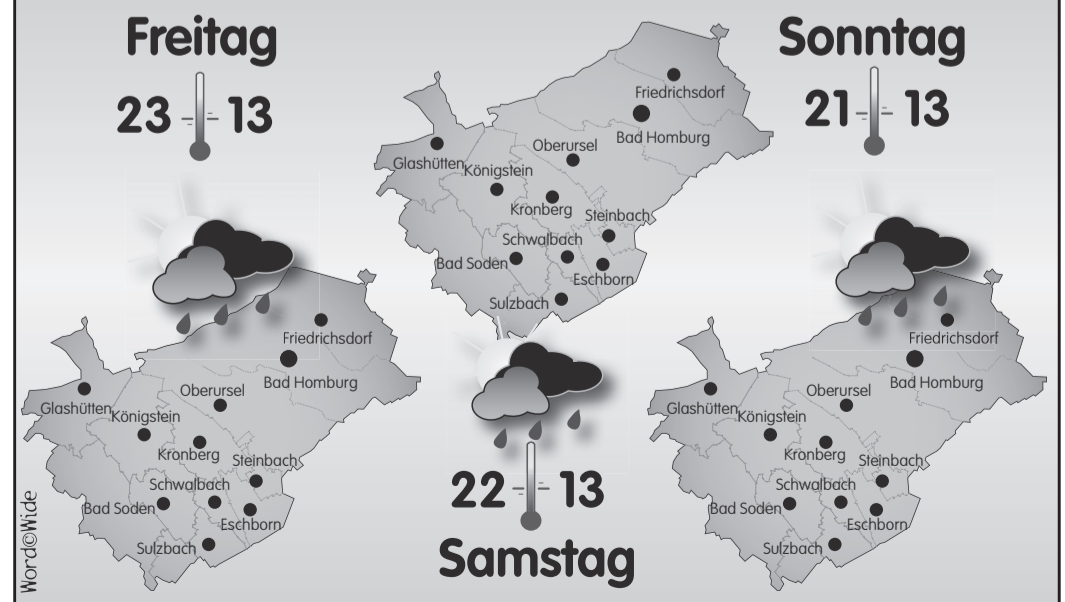 Freitag
23 13
Friedrichsdorf
Bad Homburg
Glashütten
Oberursel
Königstein
Kronberg
Steinbach
Schwalbach
Bad Soden
Eschborn
Sulzbach
Friedrichsdorf
Bad Homburg
Oberursel
Glashütten
Königstein
Kronberg
Steinbach
Schwalbach
Bad Soden
Eschborn
Sulzbach
22 13
Samstag
Sonntag
21 13
Friedrichsdorf
Bad Homburg
Oberursel
Glashütten
Königstein
Kronberg
Steinbach
Schwalbach
Bad Soden
Eschborn
Sulzbach
Word©Wide